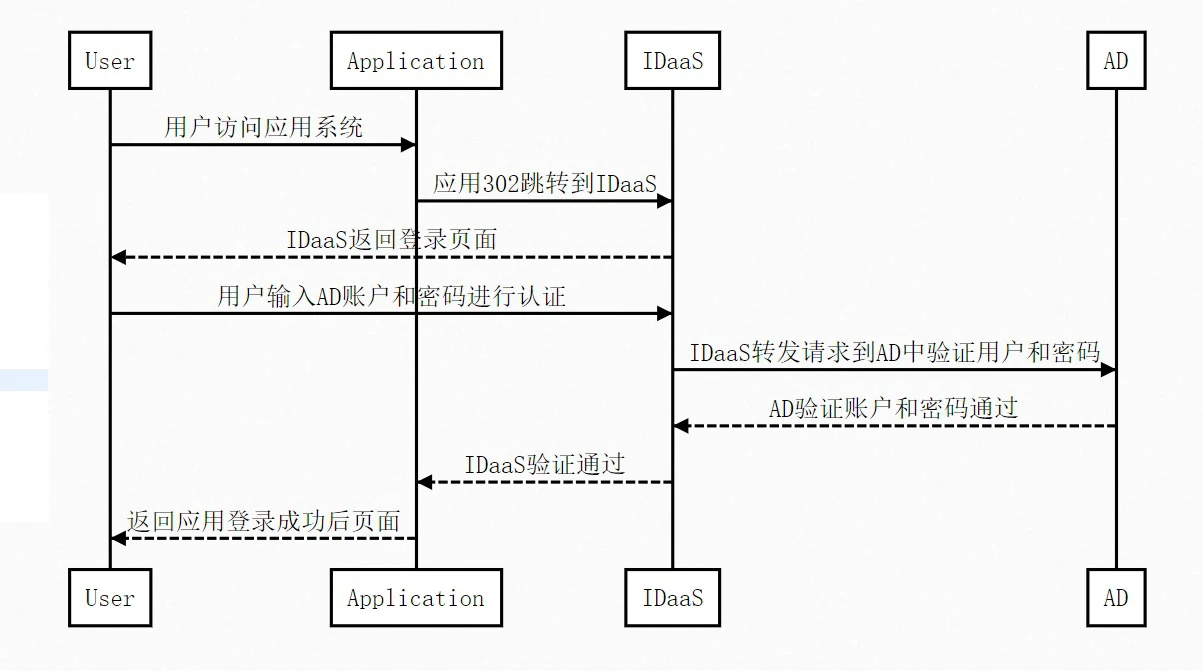 User Application IDaaS AD
用户访问应用系统
应用302跳转到IDaaS
IDaaS返回登录页面
用户输入AD账户和密码进行认证
IDaaS转发请求到AD中验证用户和密码
AD验证账户和密码通过
IDaaS验证通过
返回应用登录成功后页面
User Application IDaaS AD